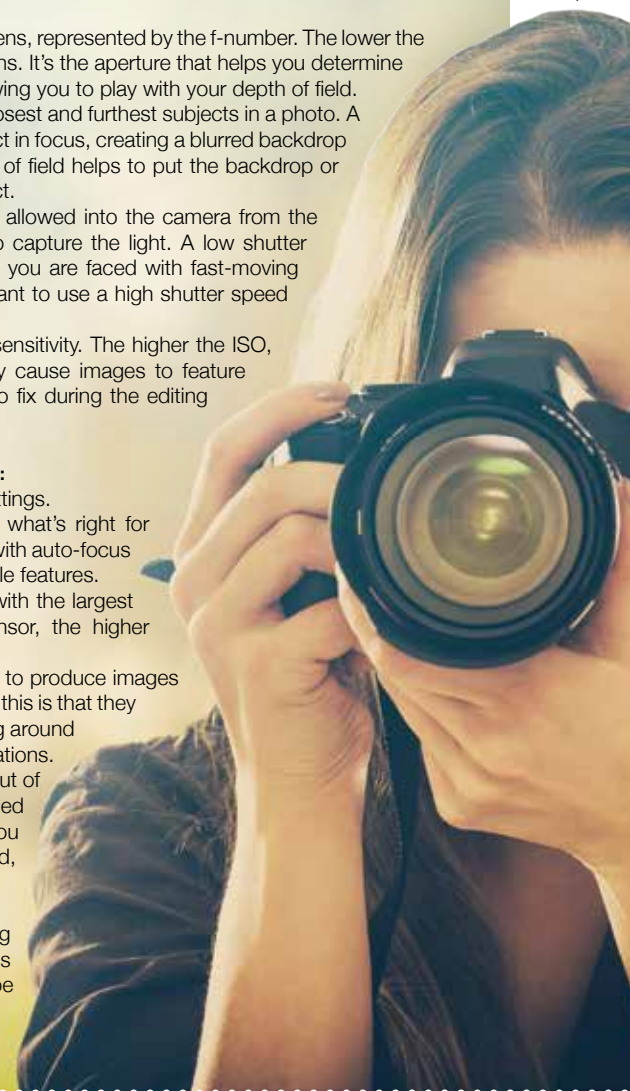 ens, represented by the f-number. The lower the
ns. It's the aperture that helps you determine
ving you to play with your depth of field.
osest and furthest subjects in a photo. A
ct in focus, creating a blurred backdrop
of field helps to put the backdrop or
ct.
allowed into the camera from the
o capture the light. A low shutter
you are faced with fast-moving
ant to use a high shutter speed
sensitivity. The higher the ISO,
y cause images to feature
o fix during the editing
:
ttings.
what's right for
with auto-focus
le features.
with the largest
nsor, the higher
to produce images
this is that they
g around
ations.
ut of
ed
ou
d,
g
s
be